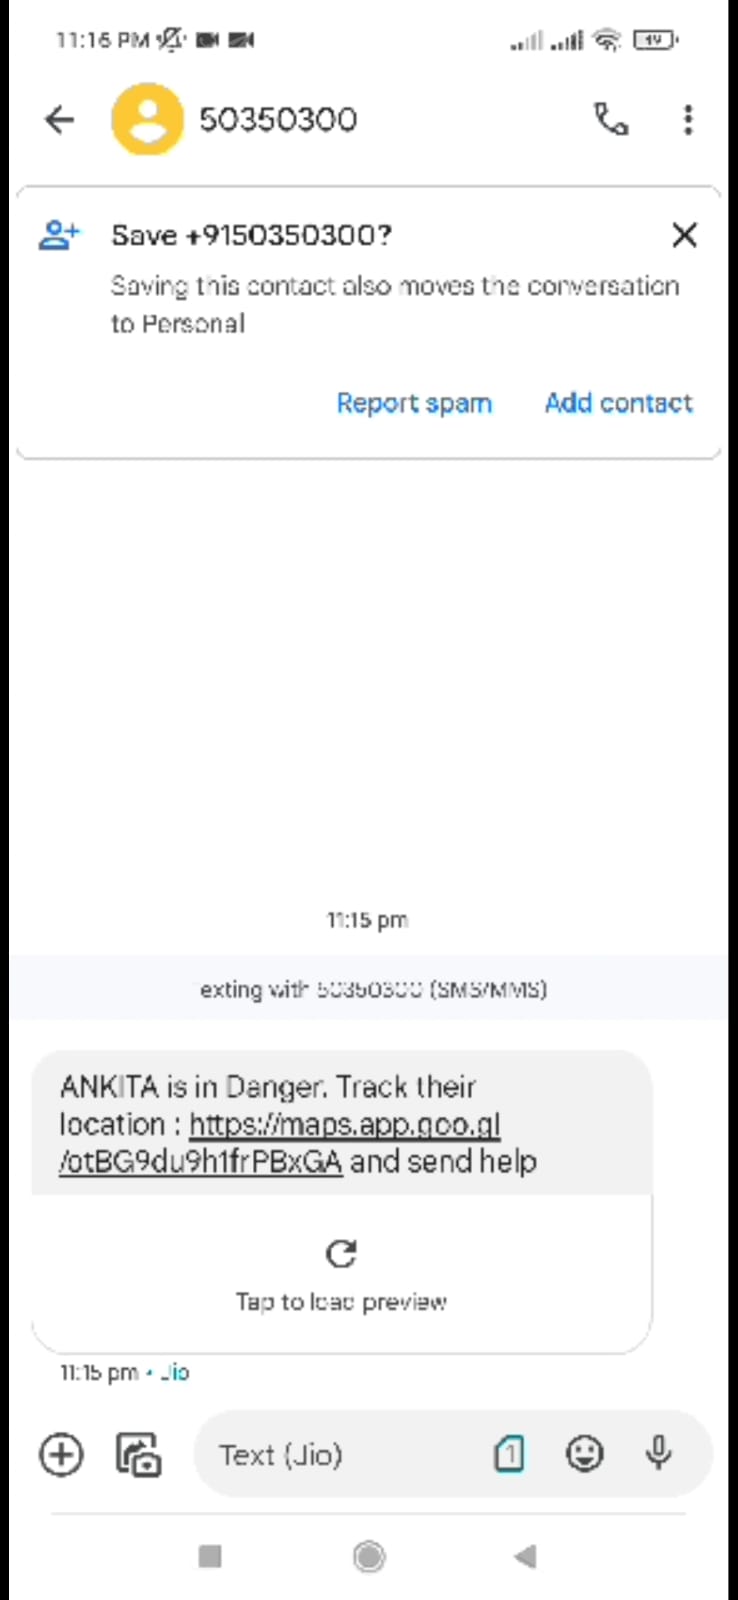 11:16 PM
49
50350300
Save +9150350300?
Saving this contact also moves the conversation
to Personal
Report spam Add contact
11:15 pm
exting with 50350300 (SMS/MMS)
ANKITA is in Danger. Track their
location : https://maps.app.goo.gl
/otBG9du9h1frPBxGA and send help
Tap to load preview
11:15 pm • Jio
Text (Jio) 1